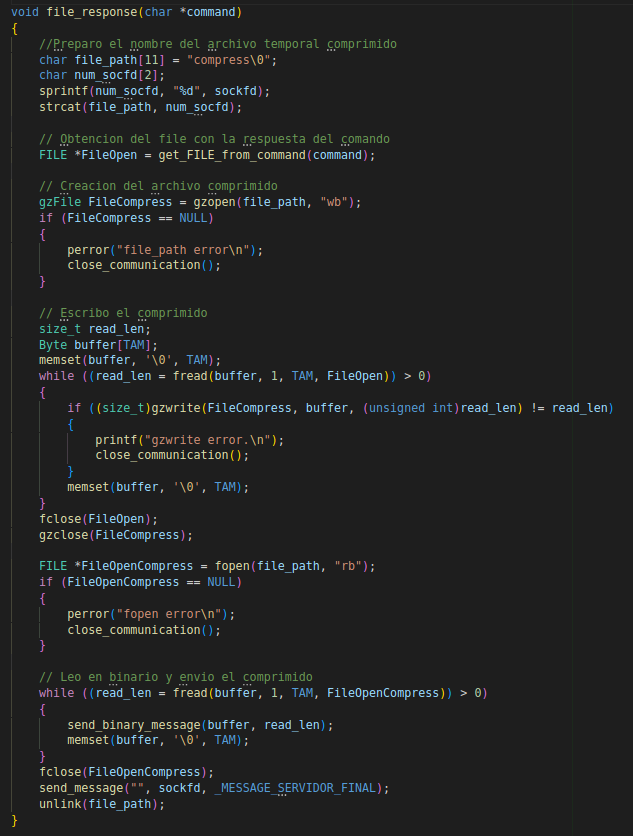 void file_response(char *command)
{
    //Preparo el nombre del archivo temporal comprimido
    char file_path[11] = "compress\0";
    char num_socfd[2];
    sprintf(num_socfd, "%d", sockfd);
    strcat(file_path, num_socfd);

    // Obtencion del file con la respuesta del comando
    FILE *FileOpen = get_FILE_from_command(command);

    // Creacion del archivo comprimido
    gzFile FileCompress = gzopen(file_path, "wb");
    if (FileCompress == NULL)
    {
        perror("file_path error\n");
        close_communication();
    }

    // Escribo el comprimido
    size_t read_len;
    Byte buffer[TAM];
    memset(buffer, '\0', TAM);
    while ((read_len = fread(buffer, 1, TAM, FileOpen)) > 0)
    {
        if ((size_t)gzwrite(FileCompress, buffer, (unsigned int)read_len) != read_len)
        {
            printf("gzwrite error.\n");
            close_communication();
        }
        memset(buffer, '\0', TAM);
    }
    fclose(FileOpen);
    gzclose(FileCompress);

    FILE *FileOpenCompress = fopen(file_path, "rb");
    if (FileOpenCompress == NULL)
    {
        perror("fopen error\n");
        close_communication();
    }

    // Leo en binario y envio el comprimido
    while ((read_len = fread(buffer, 1, TAM, FileOpenCompress)) > 0)
    {
        send_binary_message(buffer, read_len);
        memset(buffer, '\0', TAM);
    }
    fclose(FileOpenCompress);
    send_message("", sockfd, _MESSAGE_SERVIDOR_FINAL);
    unlink(file_path);
}